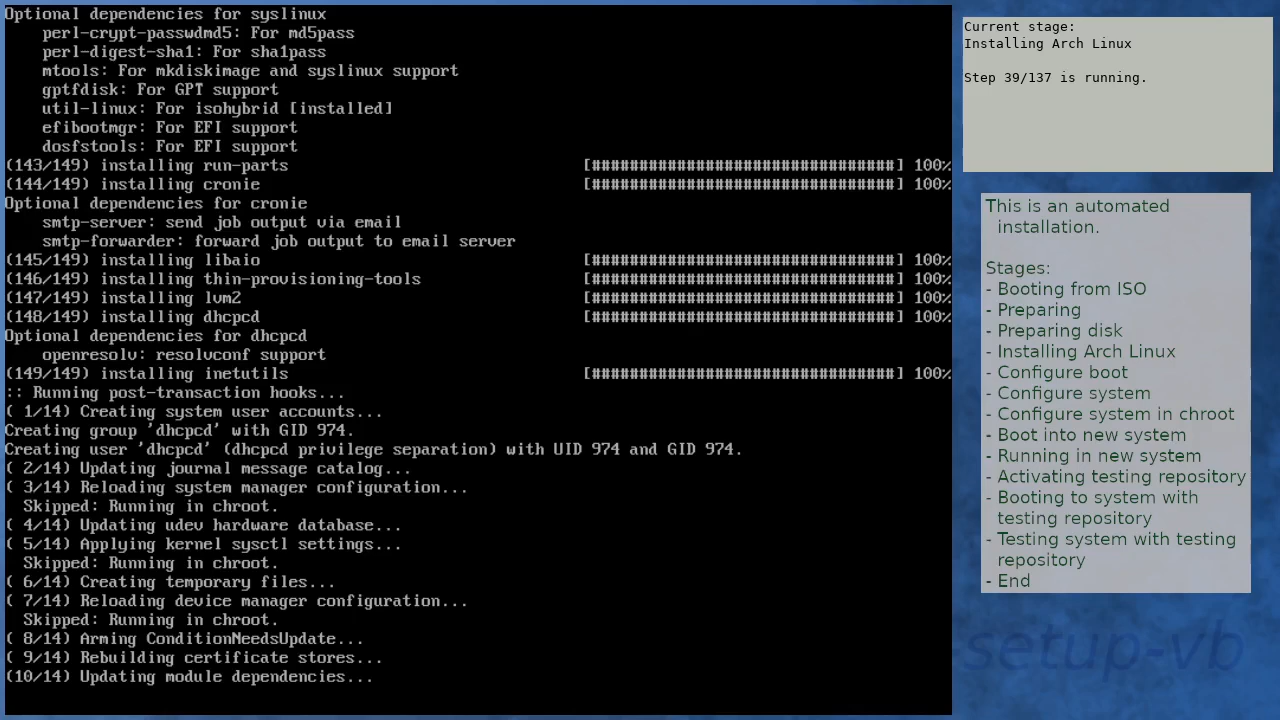 Optional dependencies for syslinux
    perl-crypt-passwdmd5: For md5pass
    perl-digest-sha1: For sha1pass
    mtools: For mkdiskimage and syslinux support
    gptfdisk: For GPT support
    util-linux: For isohybrid [installed]
    efibootmgr: For EFI support
    dosfstools: For EFI support
(143/149) installing run-parts [################################] 100%
(144/149) installing cronie [################################] 100%
Optional dependencies for cronie
    smtp-server: send job output via email
    smtp-forwarder: forward job output to email server
(145/149) installing libaio [################################] 100%
(146/149) installing thin-provisioning-tools [################################] 100%
(147/149) installing lvm2 [################################] 100%
(148/149) installing dhcpcd [################################] 100%
Optional dependencies for dhcpcd
    openresolv: resolvconf support
(149/149) installing inetutils [################################] 100%
:: Running post-transaction hooks...
( 1/14) Creating system user accounts...
Creating group 'dhcpcd' with GID 974.
Creating user 'dhcpcd' (dhcpcd privilege separation) with UID 974 and GID 974.
( 2/14) Updating journal message catalog...
( 3/14) Reloading system manager configuration...
  Skipped: Running in chroot.
( 4/14) Updating udev hardware database...
( 5/14) Applying kernel sysctl settings...
  Skipped: Running in chroot.
( 6/14) Creating temporary files...
( 7/14) Reloading device manager configuration...
  Skipped: Running in chroot.
( 8/14) Arming ConditionNeedsUpdate...
( 9/14) Rebuilding certificate stores...
(10/14) Updating module dependencies...
Current stage:
Installing Arch Linux
Step 39/137 is running.
This is an automated
installation.
Stages:
- Booting from ISO
- Preparing
- Preparing disk
- Installing Arch Linux
- Configure boot
- Configure system
- Configure system in chroot
- Boot into new system
- Running in new system
- Activating testing repository
- Booting to system with
testing repository
- Testing system with testing
repository
- End
setup-vb